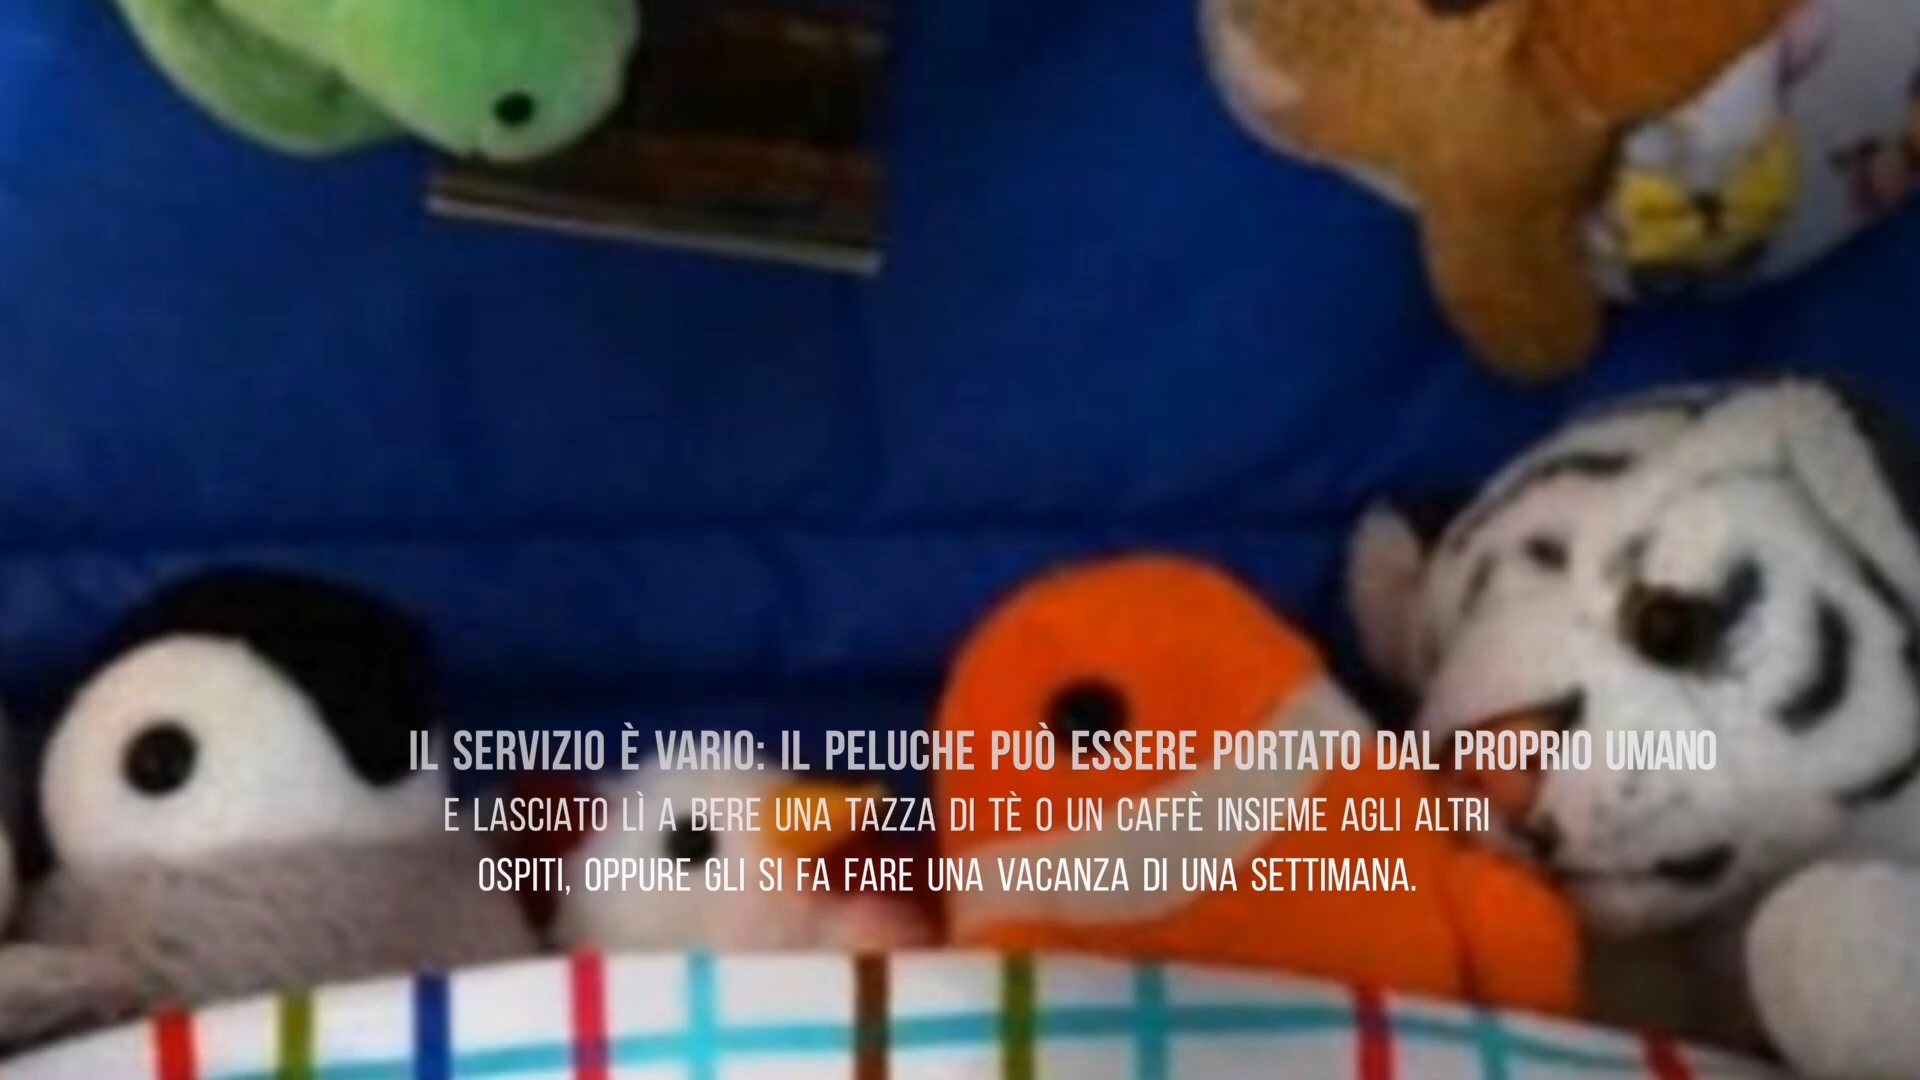 IL SERVIZIO È VARIO: IL PELUCHE PUÒ ESSERE PORTATO DAL PROPRIO UMANO
E LASCIATO LÌ A BERE UNA TAZZA DI TÈ O UN CAFFÈ INSIEME AGLI ALTRI
OSPITI, OPPURE GLI SI FA FARE UNA VACANZA DI UNA SETTIMANA.